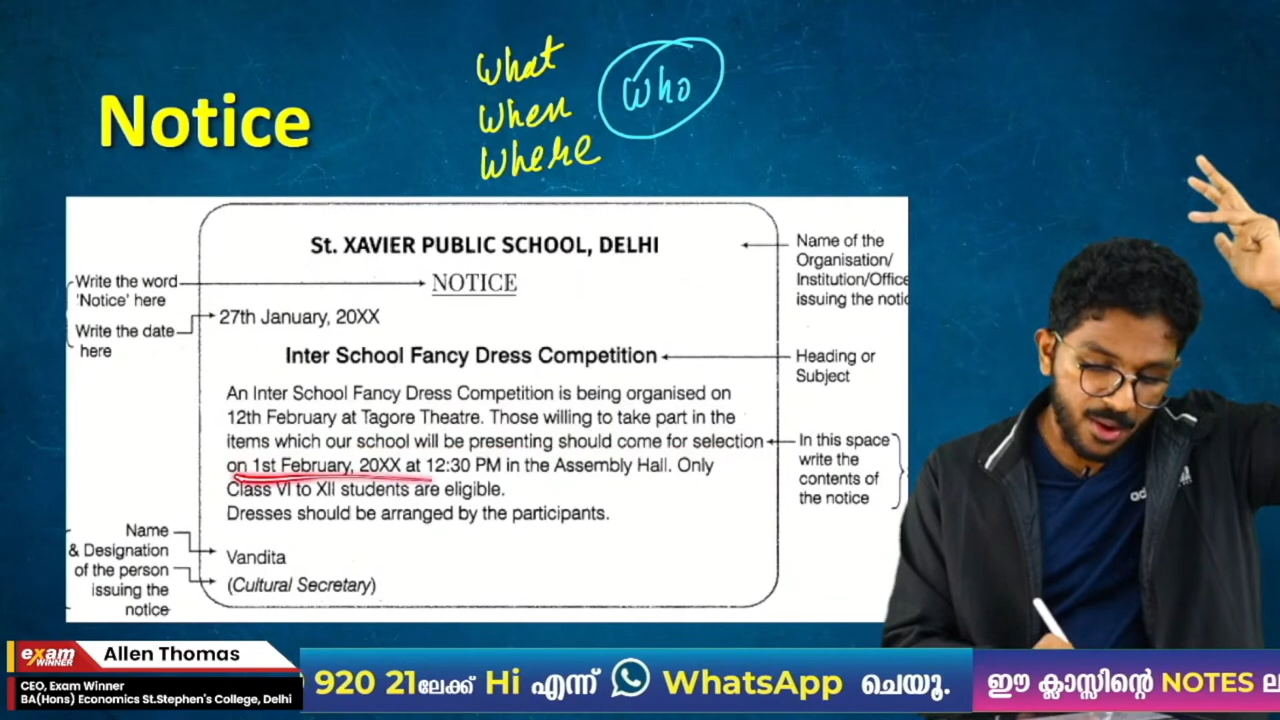 What
When
Where
Who
Notice
St. XAVIER PUBLIC SCHOOL, DELHI
NOTICE
27th January, 20XX
Inter School Fancy Dress Competition
An Inter School Fancy Dress Competition is being organised on
12th February at Tagore Theatre. Those willing to take part in the
items which our school will be presenting should come for selection
on 1st February, 20XX at 12:30 PM in the Assembly Hall. Only
Class VI to XII students are eligible.
Dresses should be arranged by the participants.
Vandita
(Cultural Secretary)
Write the word
'Notice' here
Write the date
here
Name
& Designation
of the person
issuing the
notice
Name of the
Organisation/
Institution/Office
issuing the notic
Heading or
Subject
In this space
write the
contents of
the notice
exam
WINNER
Allen Thomas
CEO, Exam Winner
BA(Hons) Economics St.Stephen's College, Delhi
920 21ലേക്ക് Hi എന്ന് WhatsApp ചെയൂ.
ഈ ക്ലാസ്സിന്റെ NOTES ല